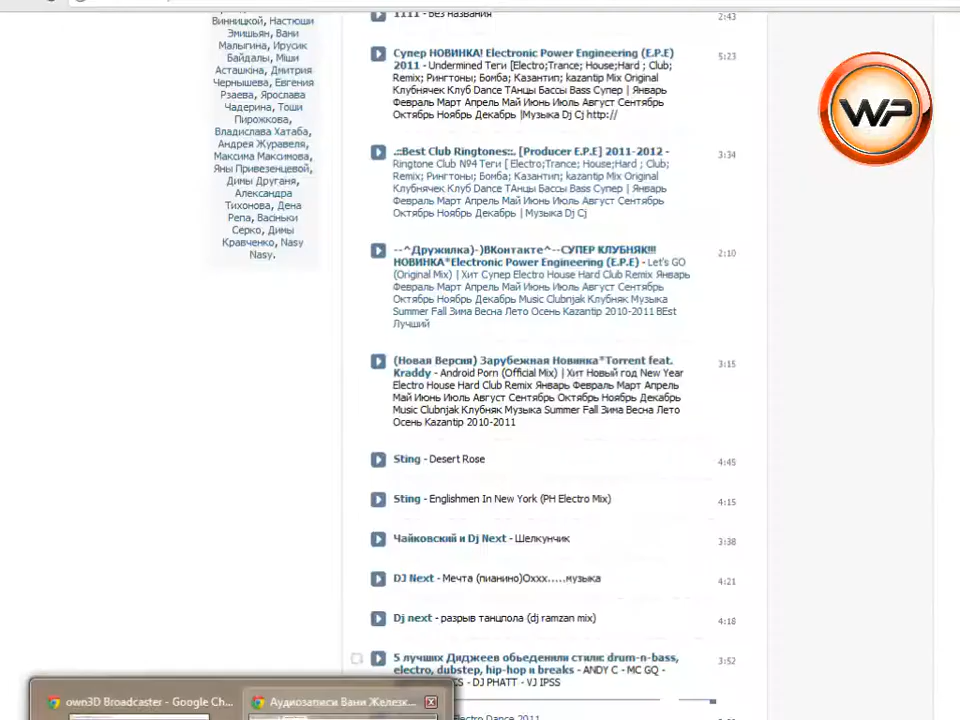 Винницкой, Настюши
Эмишьян, Вани
Малыгина, Ирусик
Байдалы, Миши
Асташкіна, Дмитрия
Чернышева, Евгения
Рзаева, Ярослава
Чадерина, Тоши
Пирожкова,
Владислава Хатаба,
Андрея Журавеля,
Максима Максимова,
Яны Привезенцевой,
Димы Друганя,
Александра
Тихонова, Дена
Репа, Васіньки
Серко, Димы
Кравченко, Nasy
Nasy.
1111 - Без названия
2:43
Супер НОВИНКА! Electronic Power Engineering (E.P.E)
2011 - Undermined Теги [Electro;Trance; House;Hard ; Club;
Remix; Рингтоны; Бомба; Казантип; kazantip Mix Original
Клубнячек Клуб Dance ТАнцы Бассы Bass Супер | Январь
Февраль Март Апрель Май Июнь Июль Август Сентябрь
Октябрь Ноябрь Декабрь |Музыка Dj Cj http://
5:23
.::Best Club Ringtones::. [Producer E.P.E] 2011-2012 -
Ringtone Club №4 Теги [ Electro;Trance; House;Hard ; Club;
Remix; Рингтоны; Бомба; Казантип; kazantip Mix Original
Клубнячек Клуб Dance ТАнцы Бассы Bass Супер | Январь
Февраль Март Апрель Май Июнь Июль Август Сентябрь
Октябрь Ноябрь Декабрь | Музыка Dj Cj
3:34
--^Дружилка)-)ВКонтакте^--СУПЕР КЛУБНЯК!!!
НОВИНКА*Electronic Power Engineering (E.P.E) - Let'S GO
(Original Mix) | Хит Супер Electro House Hard Club Remix Январь
Февраль Март Апрель Май Июнь Июль Август Сентябрь
Октябрь Ноябрь Декабрь Music Clubnjak Клубняк Музыка
Summer Fall Зима Весна Лето Осень Kazantip 2010-2011 BEst
Лучший
2:10
(Новая Версия) Зарубежная Новинка*Torrent feat.
Kraddy - Android Porn (Official Mix) | Хит Новый год New Year
Electro House Hard Club Remix Январь Февраль Март Апрель
Май Июнь Июль Август Сентябрь Октябрь Ноябрь Декабрь
Music Clubnjak Клубняк Музыка Summer Fall Зима Весна Лето
Осень Kazantip 2010-2011
3:15
Sting - Desert Rose
4:45
Sting - Englishmen In New York (PH Electro Mix)
4:15
Чайковский и Dj Next - Шелкунчик
3:38
DJ Next - Мечта (пианино)Оххх.....музыка
4:21
Dj next - разрыв танцпола (dj ramzan mix)
4:18
5 лучших Диджеев обьеденили стили: drum-n-bass,
electro, dubstep, hip-hop и breaks - ANDY C - MC GQ -
CS - DJ PHATT - VJ IPSS
3:52
Electro Dance 2011
own3D Broadcaster - Google Ch...
Аудиозаписи Вани Железк...
WP